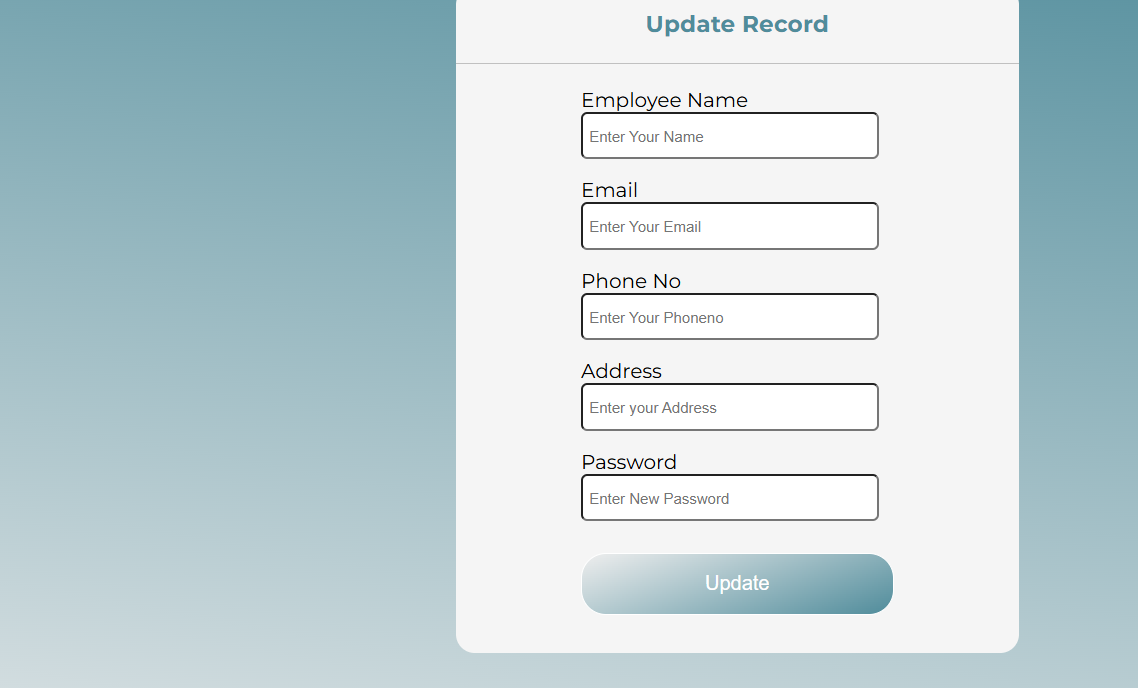 Update Record
Employee Name
Enter Your Name
Email
Enter Your Email
Phone No
Enter Your Phoneno
Address
Enter your Address
Password
Enter New Password
Update